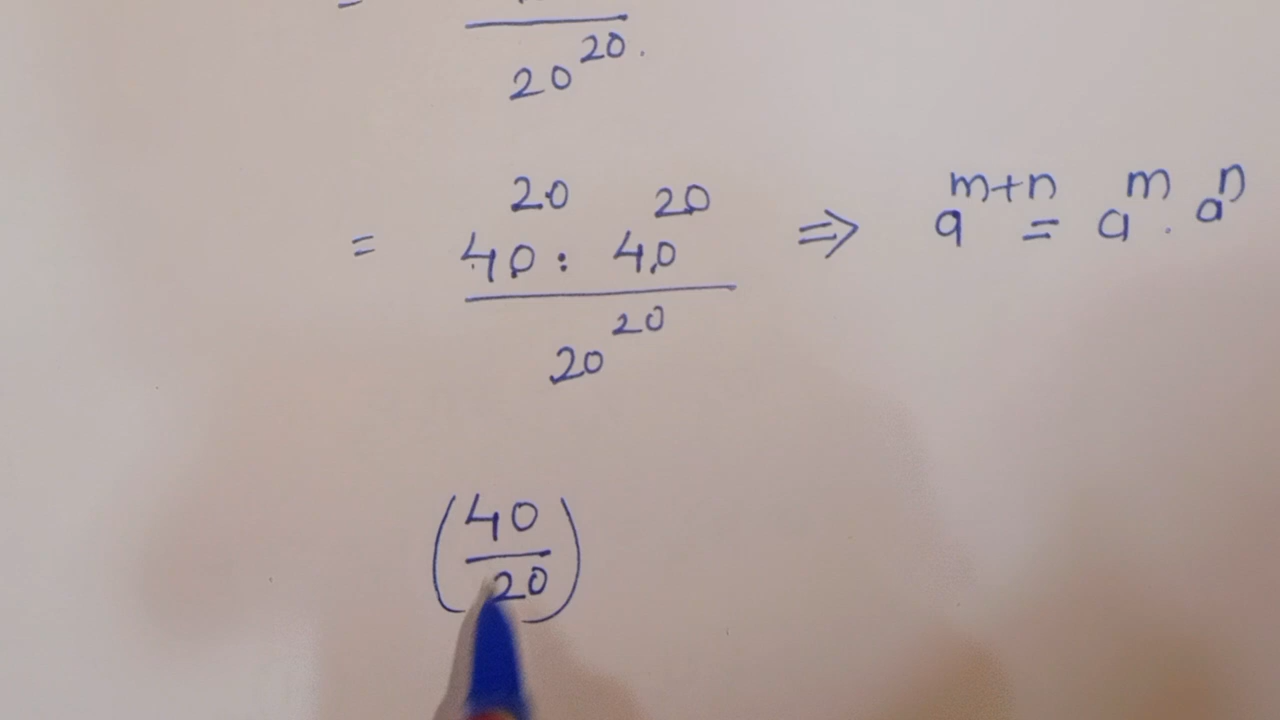 =
20^20.
= 40^20 . 40^20 / 20^20 ⇒ a^m+n = a^m . a^n
(40/20)